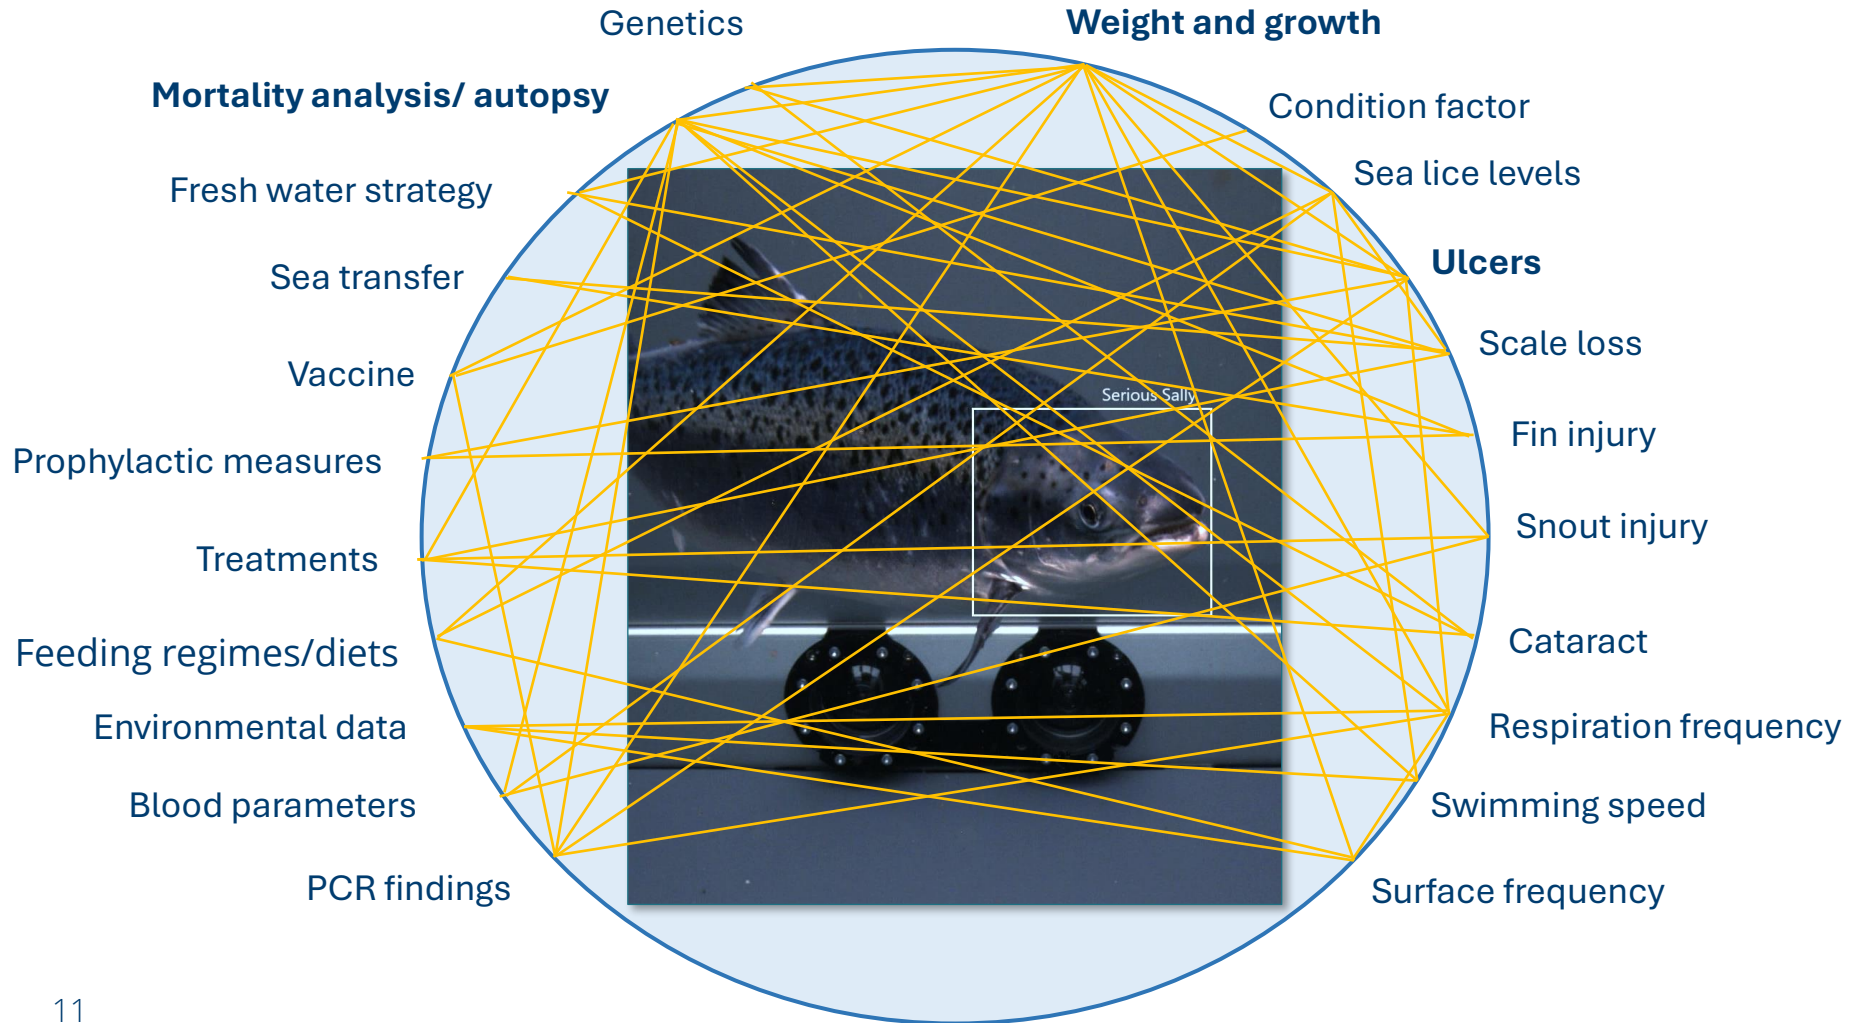 Genetics
Weight and growth
Mortality analysis/ autopsy
Condition factor
Fresh water strategy
Sea lice levels
Sea transfer
Ulcers
Vaccine
Scale loss
Serious Sally
Prophylactic measures
Fin injury
Treatments
Snout injury
Feeding regimes/diets
Cataract
Environmental data
Respiration frequency
Blood parameters
Swimming speed
PCR findings
Surface frequency
11